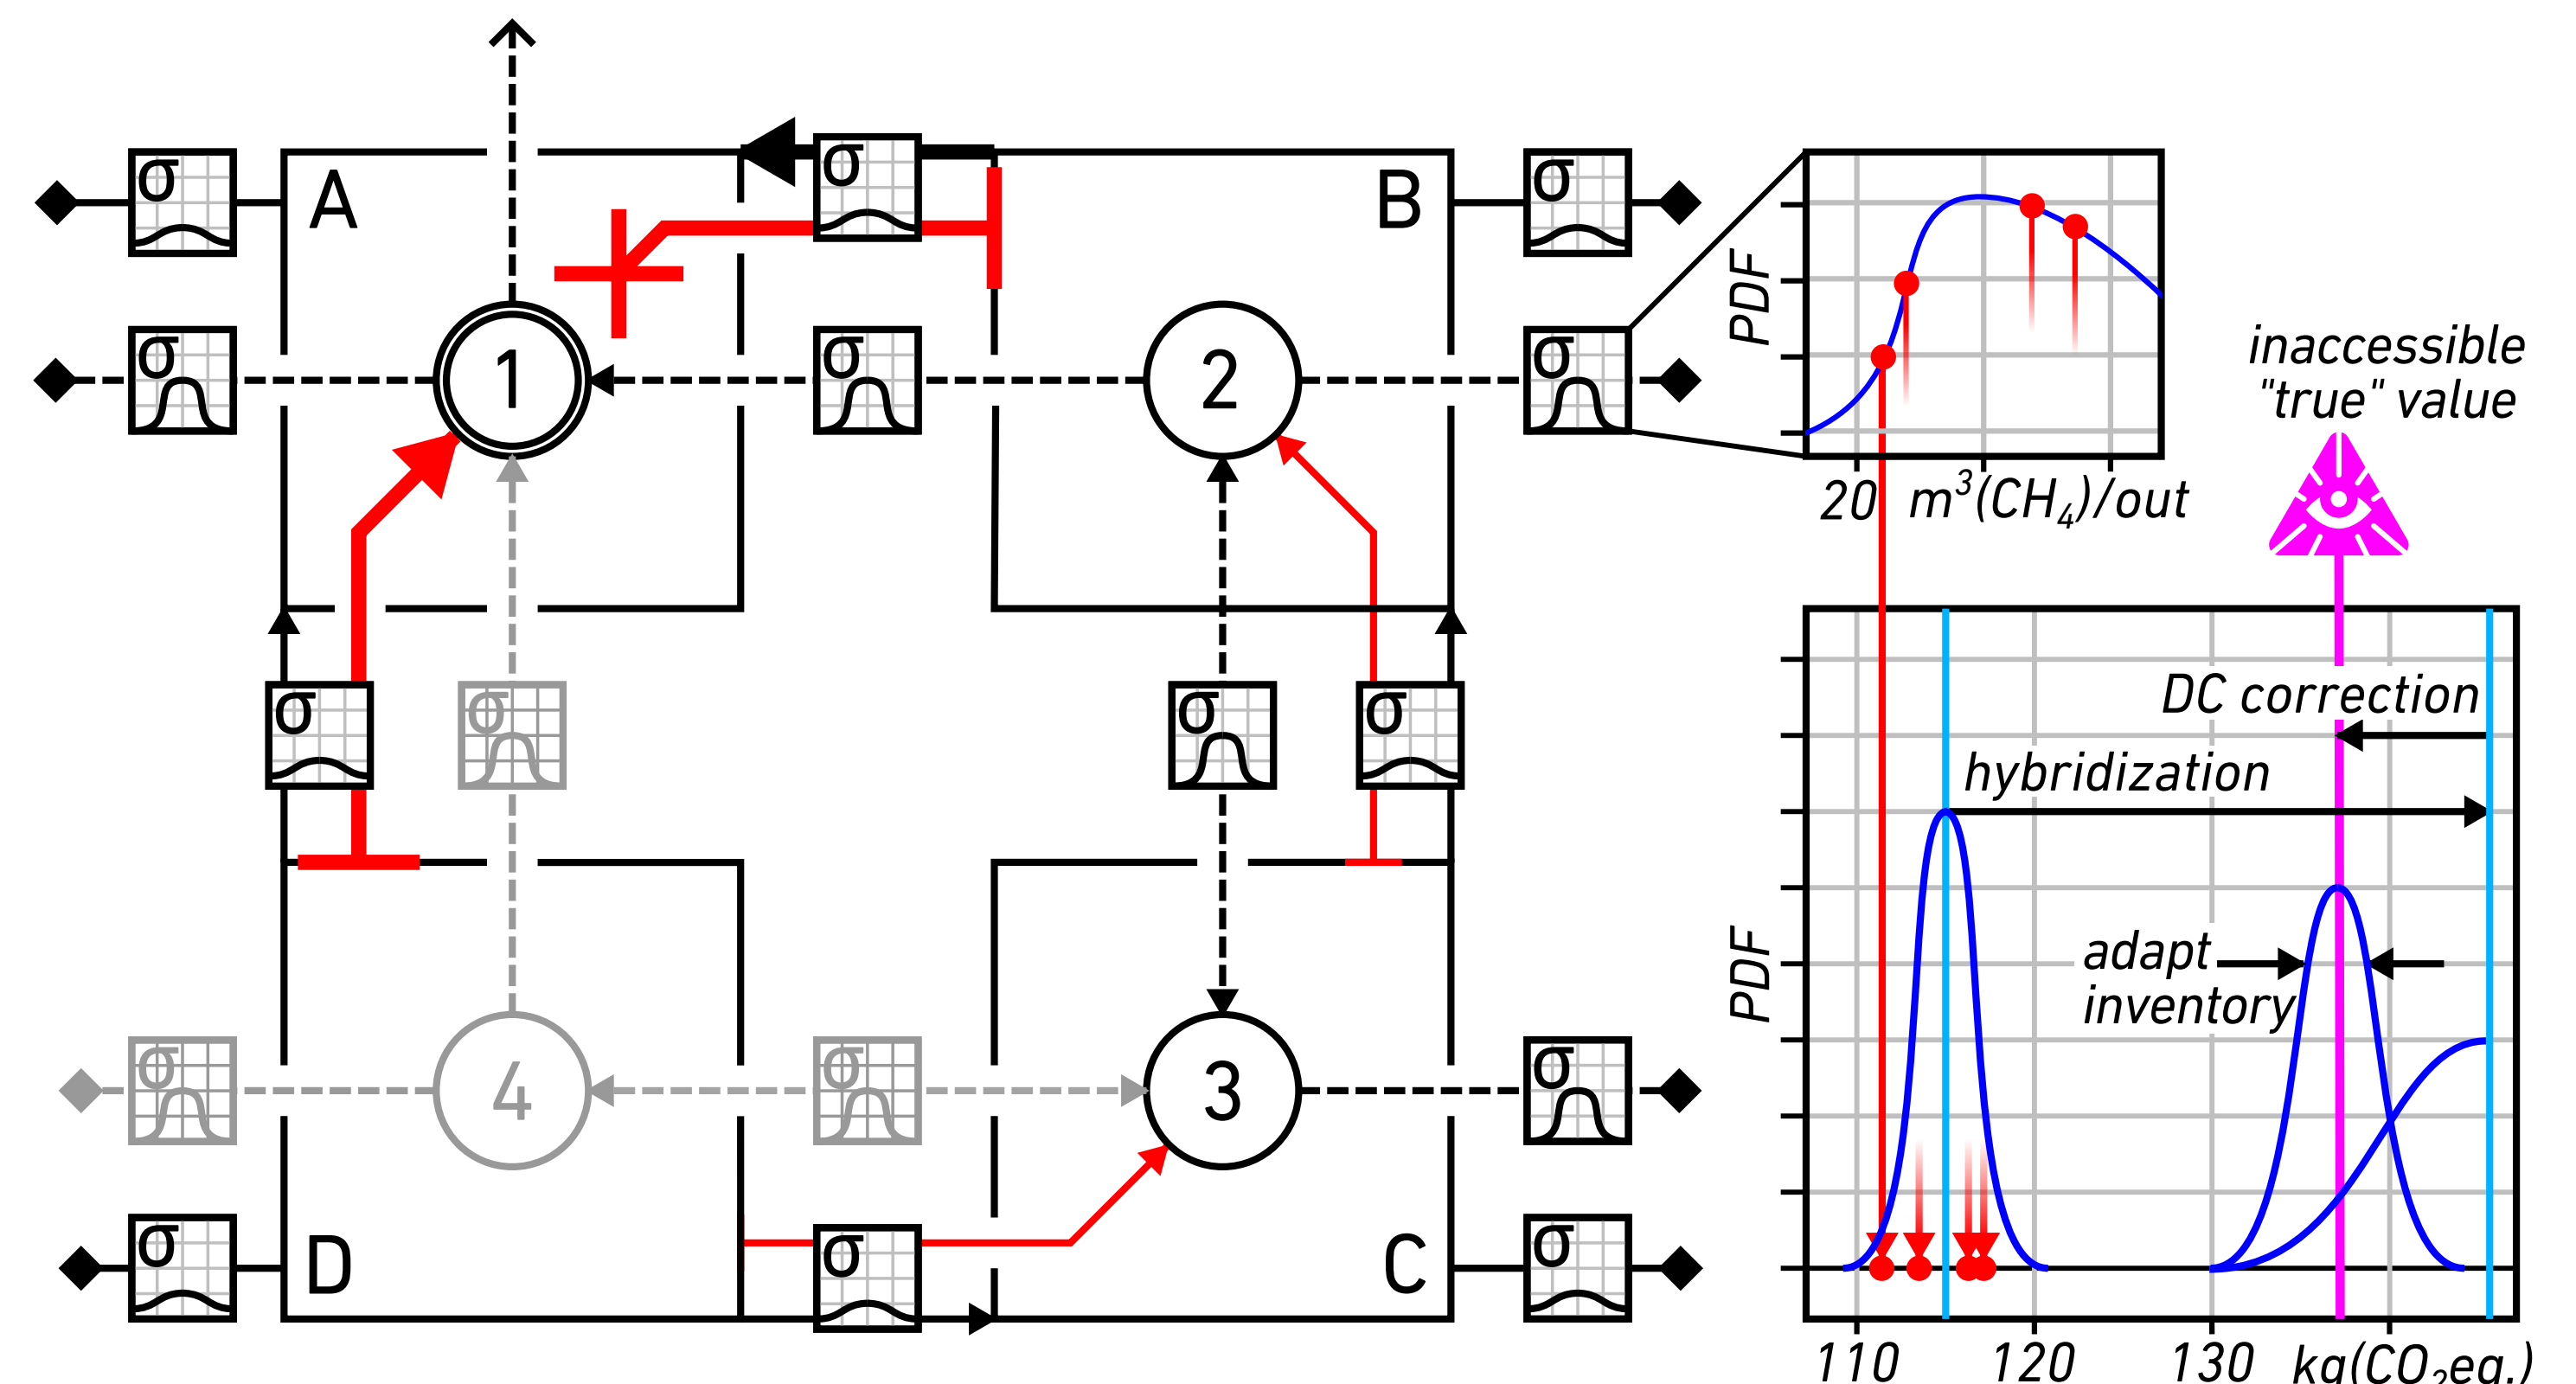 σ
A
σ
B
σ
σ
1
σ
2
σ
PDF
20 m³(CH₄)/out
inaccessible
"true" value
σ
σ
σ
σ
DC correction
hybridization
PDF
adapt
inventory
σ
4
σ
3
σ
σ
D
σ
C
σ
110 120 130 kg(CO₂eq.)